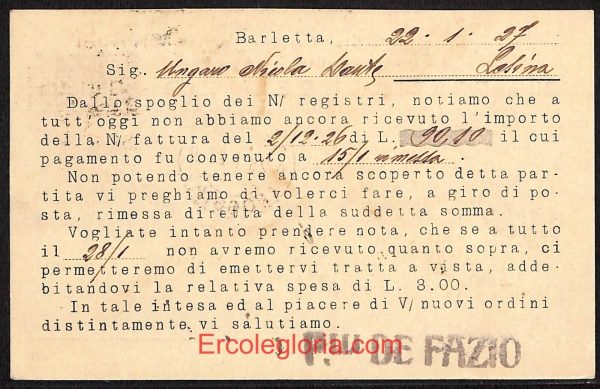 Barletta, 22 · 1 · 27
Sig. Ungaro Nicola Dante Lesina
Dallo spoglio dei N/ registri, notiamo che a
tutt'oggi non abbiamo ancora ricevuto l'importo
della N/ fattura del 2/12-26 di L. 90,10 il cui
pagamento fu convenuto a 15/1 rimessa.
Non potendo tenere ancora scoperto detta par-
tita vi preghiamo di volerci fare, a giro di po-
sta, rimessa diretta della suddetta somma.
Vogliate intanto prendere nota, che se a tutto
il 28/1 non avremo ricevuto quanto sopra, ci
permetteremo di emettervi tratta a vista, adde-
bitandovi la relativa spesa di L. 3.00.
In tale intesa ed al piacere di V/ nuovi ordini
distintamente vi salutiamo.
F.lli DE FAZIO
Ercolegloria.com